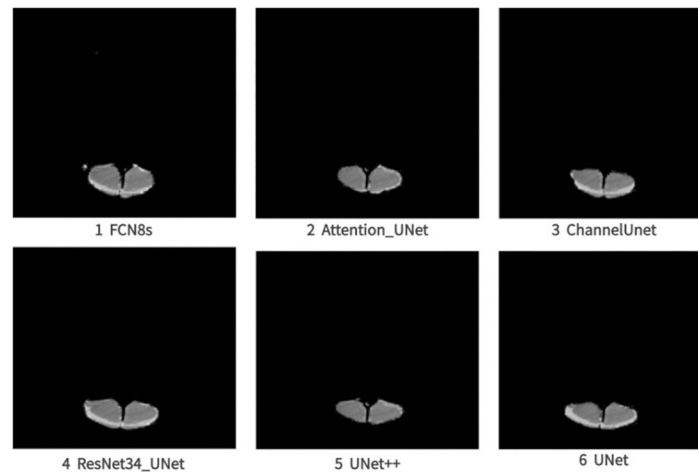 1 FCN8s
2 Attention_UNet
3 ChannelUnet
4 ResNet34_UNet
5 UNet++
6 UNet